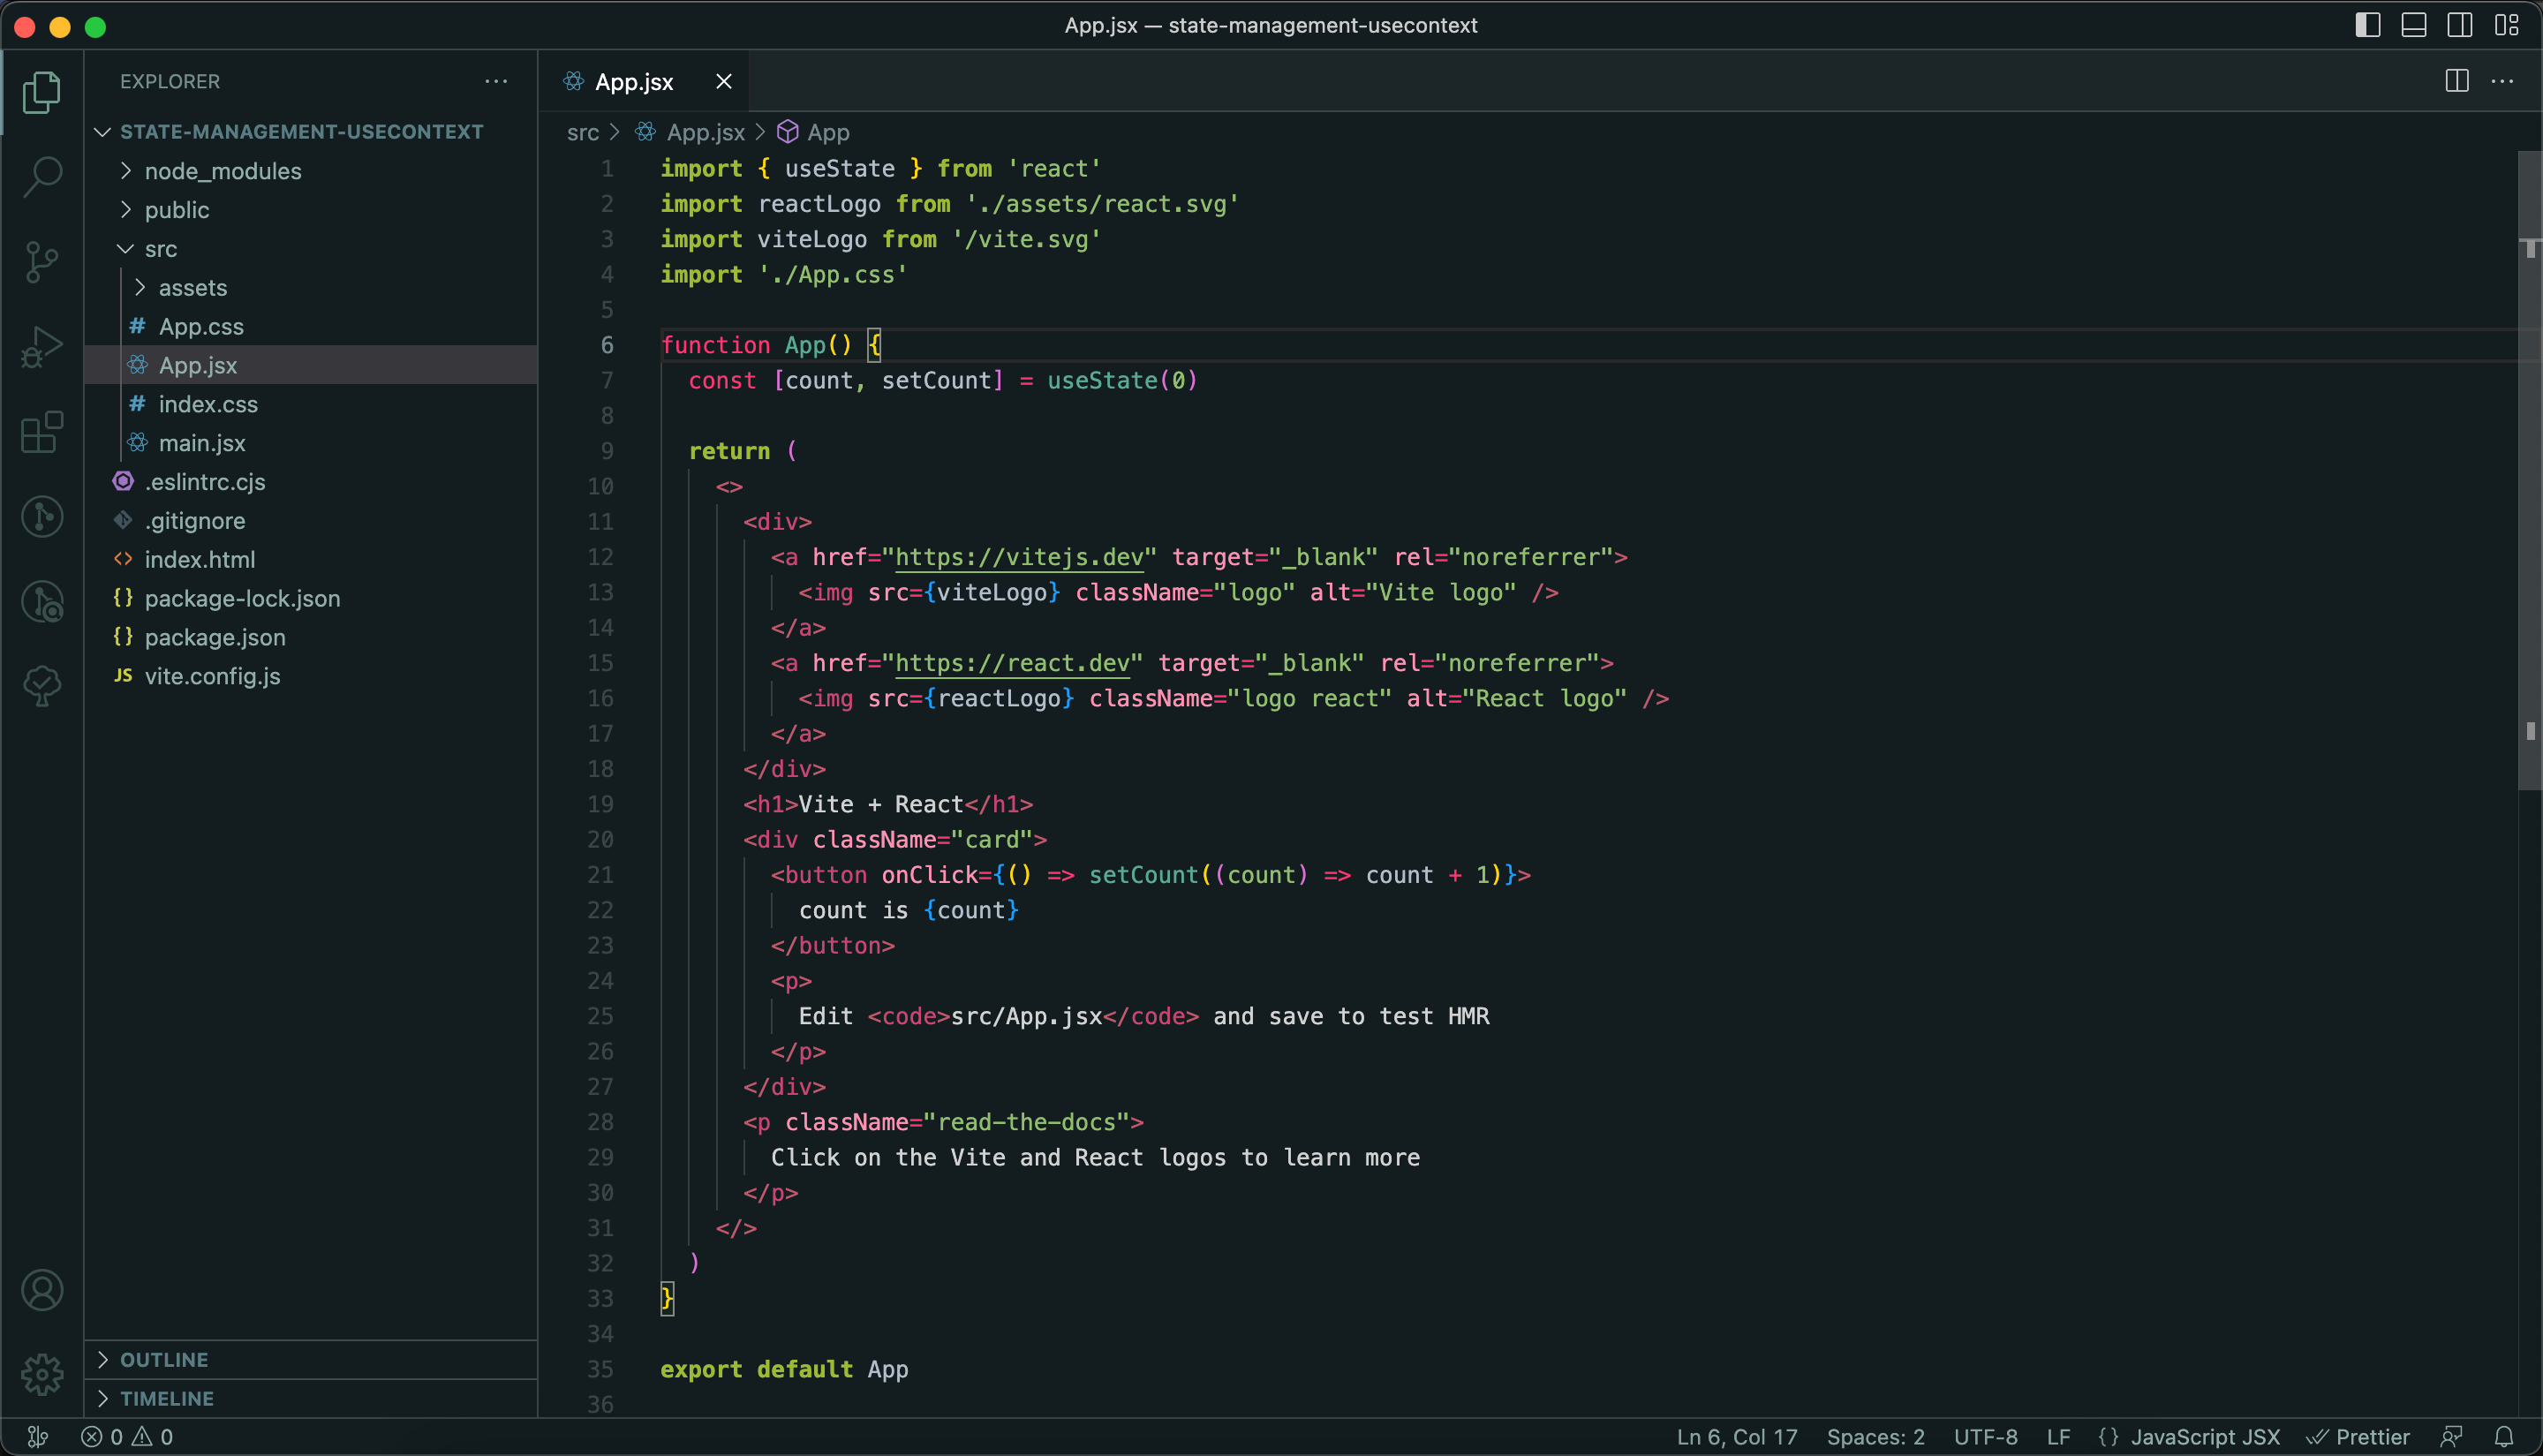 App.jsx — state-management-usecontext
EXPLORER
STATE-MANAGEMENT-USECONTEXT
node_modules
public
src
assets
App.css
App.jsx
index.css
main.jsx
.eslintrc.cjs
.gitignore
index.html
package-lock.json
package.json
JS vite.config.js
OUTLINE
TIMELINE
App.jsx
src > App.jsx > App
1 import { useState } from 'react'
2 import reactLogo from './assets/react.svg'
3 import viteLogo from '/vite.svg'
4 import './App.css'
5
6 function App() {
7   const [count, setCount] = useState(0)
8
9   return (
10     <>
11       <div>
12         <a href="https://vitejs.dev" target="_blank" rel="noreferrer">
13           <img src={viteLogo} className="logo" alt="Vite logo" />
14         </a>
15         <a href="https://react.dev" target="_blank" rel="noreferrer">
16           <img src={reactLogo} className="logo react" alt="React logo" />
17         </a>
18       </div>
19       <h1>Vite + React</h1>
20       <div className="card">
21         <button onClick={() => setCount((count) => count + 1)}>
22           count is {count}
23         </button>
24         <p>
25           Edit <code>src/App.jsx</code> and save to test HMR
26         </p>
27       </div>
28       <p className="read-the-docs">
29         Click on the Vite and React logos to learn more
30       </p>
31     </>
32   )
33 }
34
35 export default App
36
0 0 Ln 6, Col 17 Spaces: 2 UTF-8 LF {} JavaScript JSX Prettier